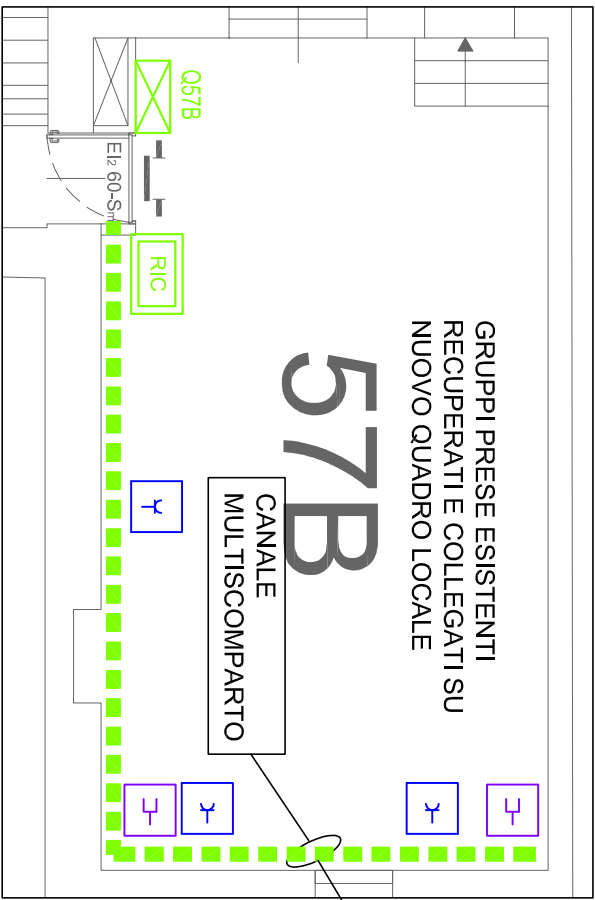 Q57B
EI2 60-Sm
RIC
GRUPPI PRESE ESISTENTI
RECUPERATI E COLLEGATI SU
NUOVO QUADRO LOCALE
57B
CANALE
MULTISCOMPARTO